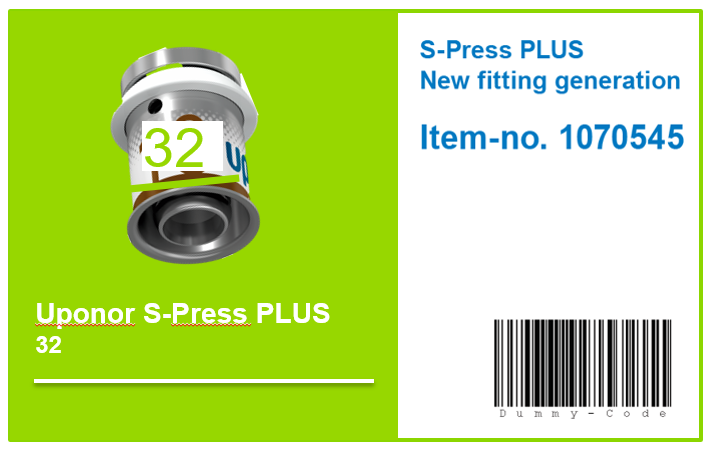 32
up
Uponor S-Press PLUS
32
S-Press PLUS
New fitting generation
Item-no. 1070545
Dummy-Code